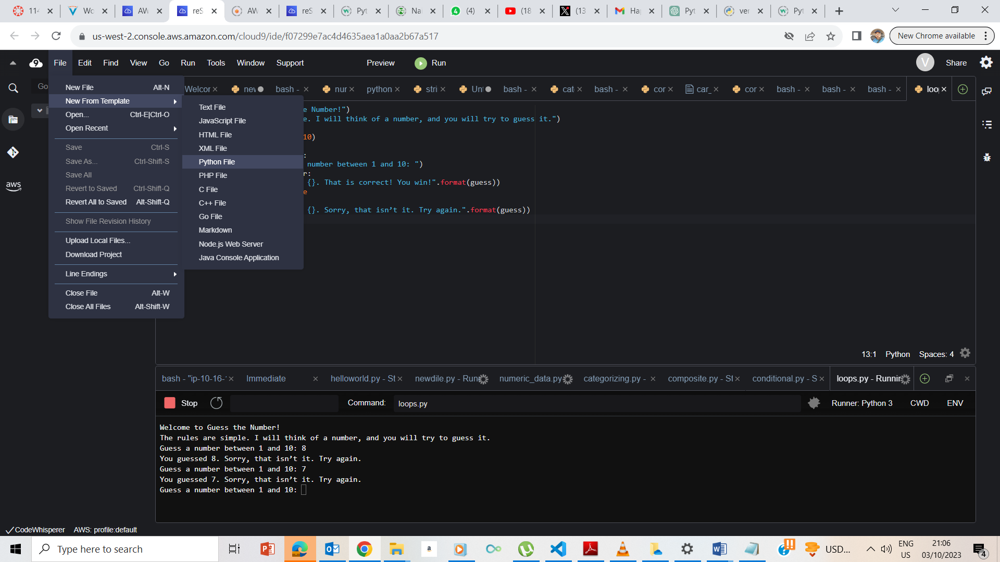 114
Wo
AW
reS
AW
reS
Pyt
Nai
(4)
(18
(13
Ha
Pyt
ver
Pyt
us-west-2.console.aws.amazon.com/cloud9/ide/f07299e7ac4d4635aea1a0aa2b67a517
New Chrome available
File Edit Find View Go Run Tools Window Support Preview Run V Share
Go
New File Alt-N
New From Template
Open... Ctrl-E|Ctrl-O
Open Recent
Save Ctrl-S
Save As... Ctrl-Shift-S
Save All
Revert to Saved Ctrl-Shift-Q
Revert All to Saved Alt-Shift-Q
Show File Revision History
Upload Local Files...
Download Project
Line Endings
Close File Alt-W
Close All Files Alt-Shift-W
Text File
JavaScript File
HTML File
XML File
Python File
PHP File
C File
C++ File
Go File
Markdown
Node.js Web Server
Java Console Application
aws
Welcor nev bash - nur python stri Unt bash - cat bash - cor car_ cor bash - bash - bash - loo
e Number!")
e. I will think of a number, and you will try to guess it.")
10)
:
number between 1 and 10: ")
r:
{}. That is correct! You win!".format(guess))
e
{}. Sorry, that isn’t it. Try again.".format(guess))
13:1 Python Spaces: 4
bash - "ip-10-16- Immediate helloworld.py - St newdile.py - Run numeric_data.py categorizing.py - composite.py - St conditional.py - S loops.py - Runnin
Stop Command: loops.py Runner: Python 3 CWD ENV
Welcome to Guess the Number!
The rules are simple. I will think of a number, and you will try to guess it.
Guess a number between 1 and 10: 8
You guessed 8. Sorry, that isn’t it. Try again.
Guess a number between 1 and 10: 7
You guessed 7. Sorry, that isn’t it. Try again.
Guess a number between 1 and 10:
CodeWhisperer AWS: profile:default
Type here to search
USD...
ENG
US
21:06
03/10/2023
4